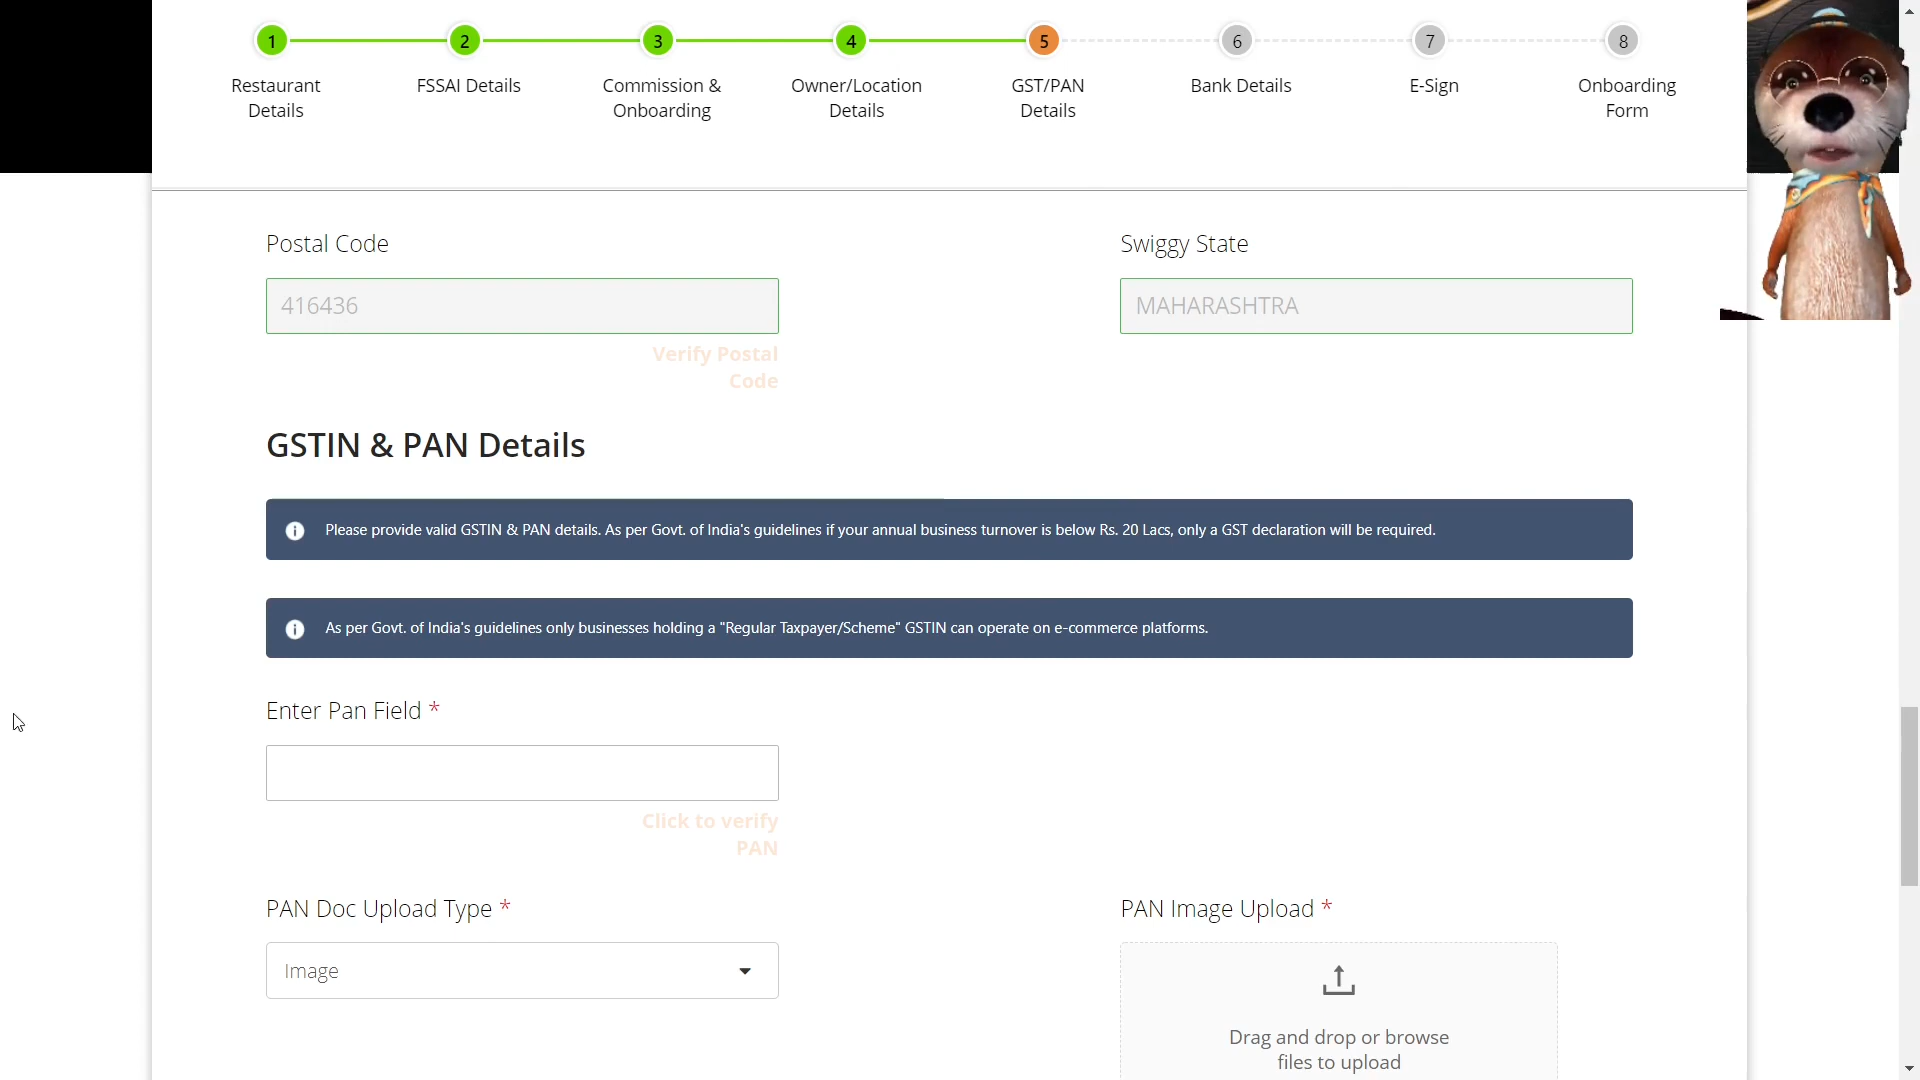 1
2
3
4
5
6
7
8
Restaurant
Details
FSSAI Details
Commission &
Onboarding
Owner/Location
Details
GST/PAN
Details
Bank Details
E-Sign
Onboarding
Form
Postal Code
Swiggy State
416436
MAHARASHTRA
Verify Postal
Code
GSTIN & PAN Details
Please provide valid GSTIN & PAN details. As per Govt. of India's guidelines if your annual business turnover is below Rs. 20 Lacs, only a GST declaration will be required.
As per Govt. of India's guidelines only businesses holding a "Regular Taxpayer/Scheme" GSTIN can operate on e-commerce platforms.
Enter Pan Field *
Click to verify
PAN
PAN Doc Upload Type *
PAN Image Upload *
Image
Drag and drop or browse
files to upload